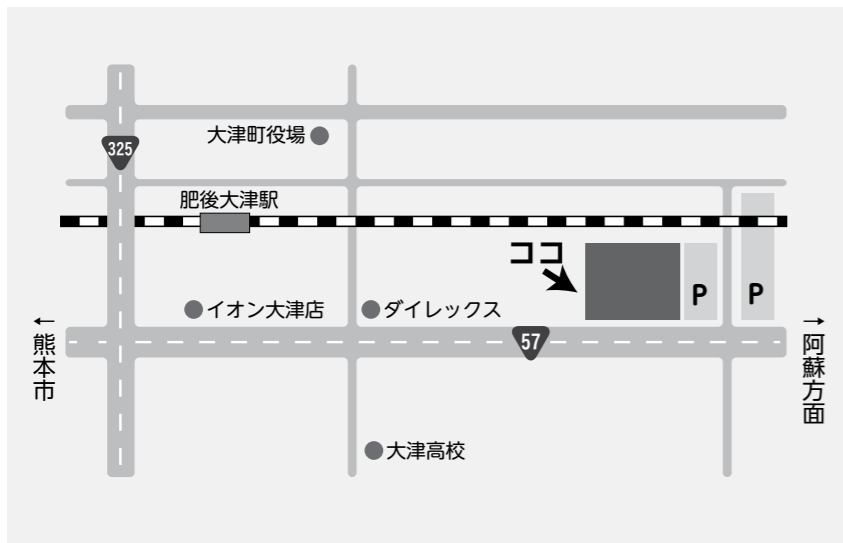 大津町役場
325
肥後大津駅
ココ
P
P
イオン大津店
ダイレックス
57
←熊本市
→阿蘇方面
大津高校